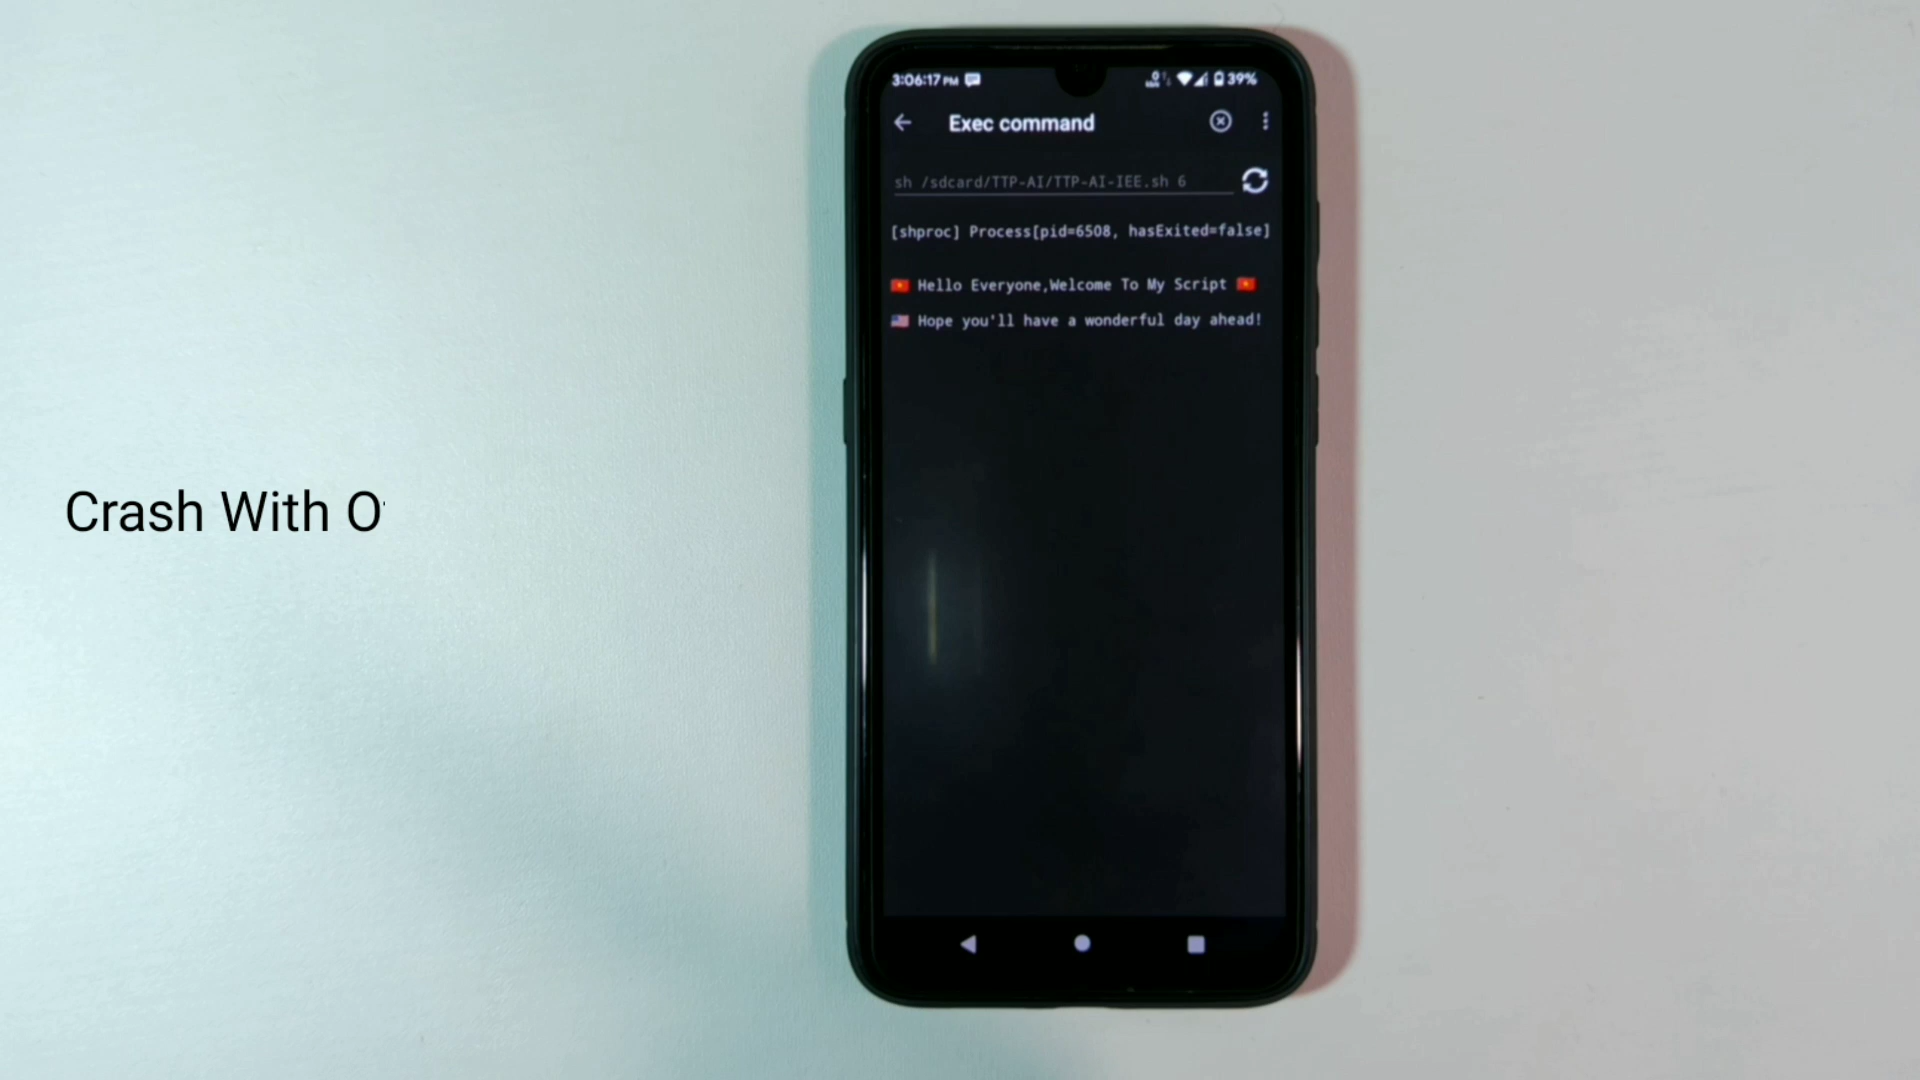 3:06:17 PM 39%
Exec command
sh /sdcard/TTP-AI/TTP-AI-IEE.sh 6
[shproc] Process[pid=6508, hasExited=false]
Hello Everyone,Welcome To My Script
Hope you'll have a wonderful day ahead!
Crash With